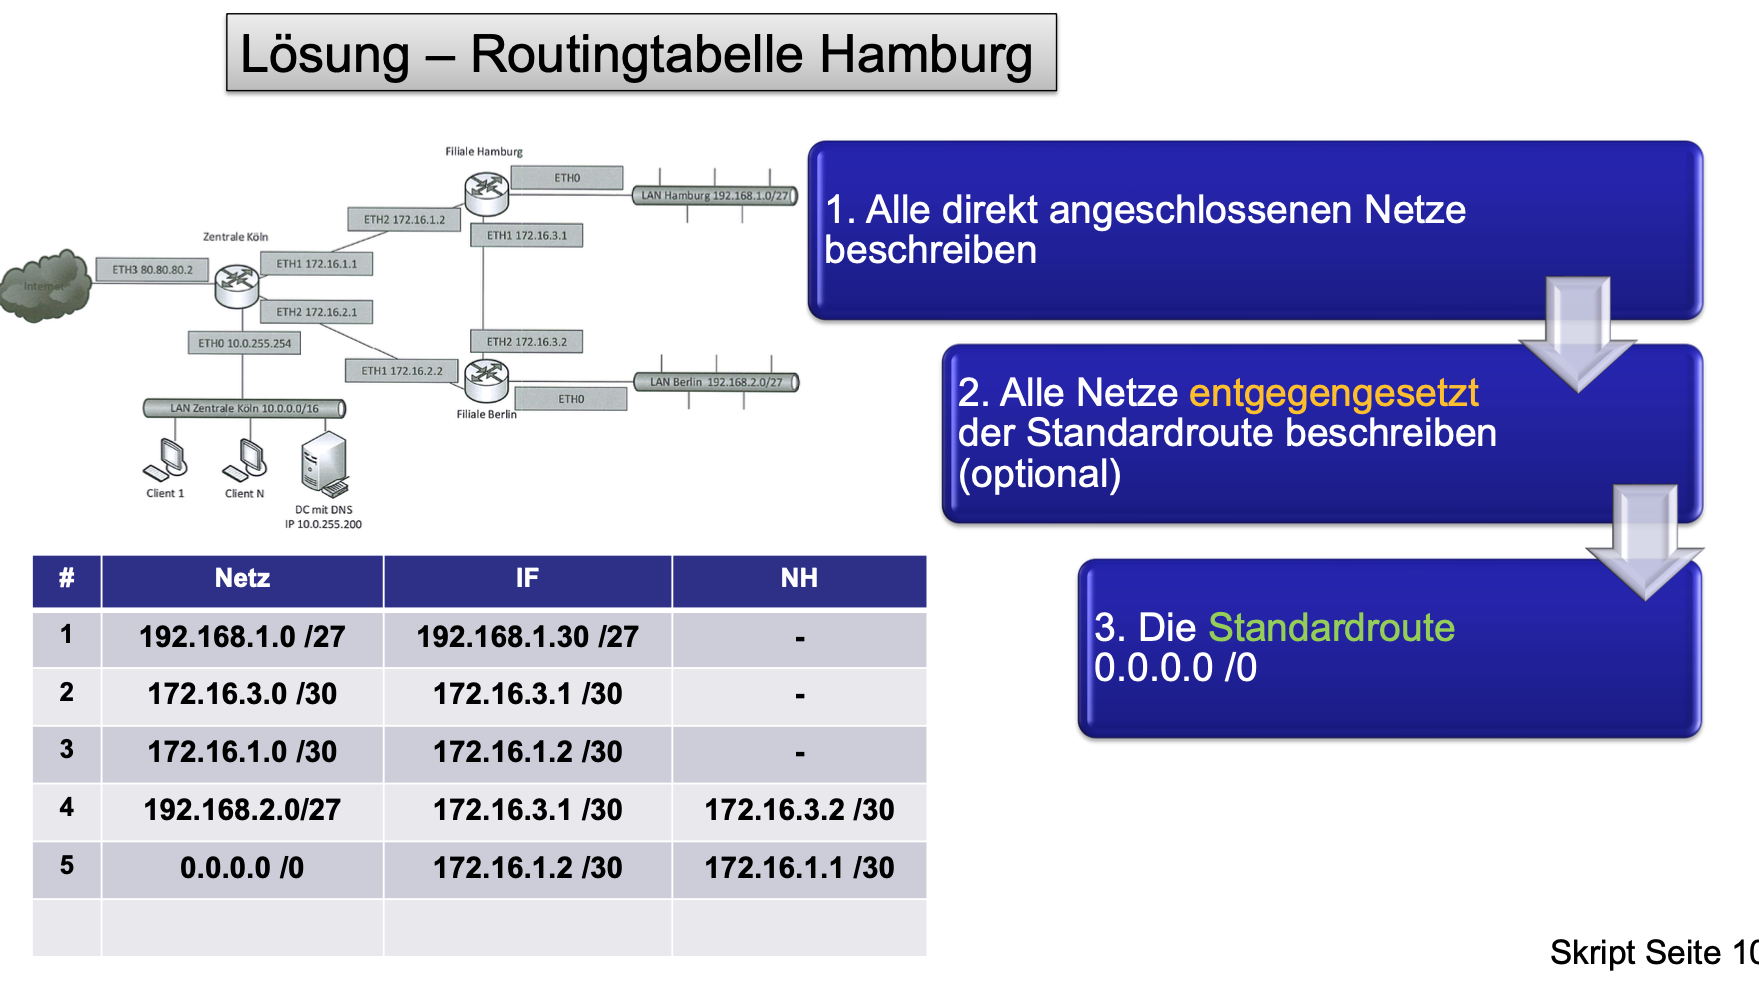 Lösung – Routingtabelle Hamburg
Filiale Hamburg
ETH0
LAN Hamburg 192.168.1.0/27
ETH2 172.16.1.2
ETH1 172.16.3.1
Zentrale Köln
ETH1 172.16.1.1
ETH3 80.80.80.2
Internet
ETH2 172.16.2.1
ETH0 10.0.255.254
ETH2 172.16.3.2
ETH1 172.16.2.2
LAN Berlin 192.168.2.0/27
ETH0
Filiale Berlin
LAN Zentrale Köln 10.0.0.0/16
Client 1
Client N
DC mit DNS
IP 10.0.255.200
1. Alle direkt angeschlossenen Netze
beschreiben
2. Alle Netze entgegengesetzt
der Standardroute beschreiben
(optional)
3. Die Standardroute
0.0.0.0 /0
# Netz IF NH
1 192.168.1.0 /27 192.168.1.30 /27 -
2 172.16.3.0 /30 172.16.3.1 /30 -
3 172.16.1.0 /30 172.16.1.2 /30 -
4 192.168.2.0/27 172.16.3.1 /30 172.16.3.2 /30
5 0.0.0.0 /0 172.16.1.2 /30 172.16.1.1 /30
Skript Seite 10